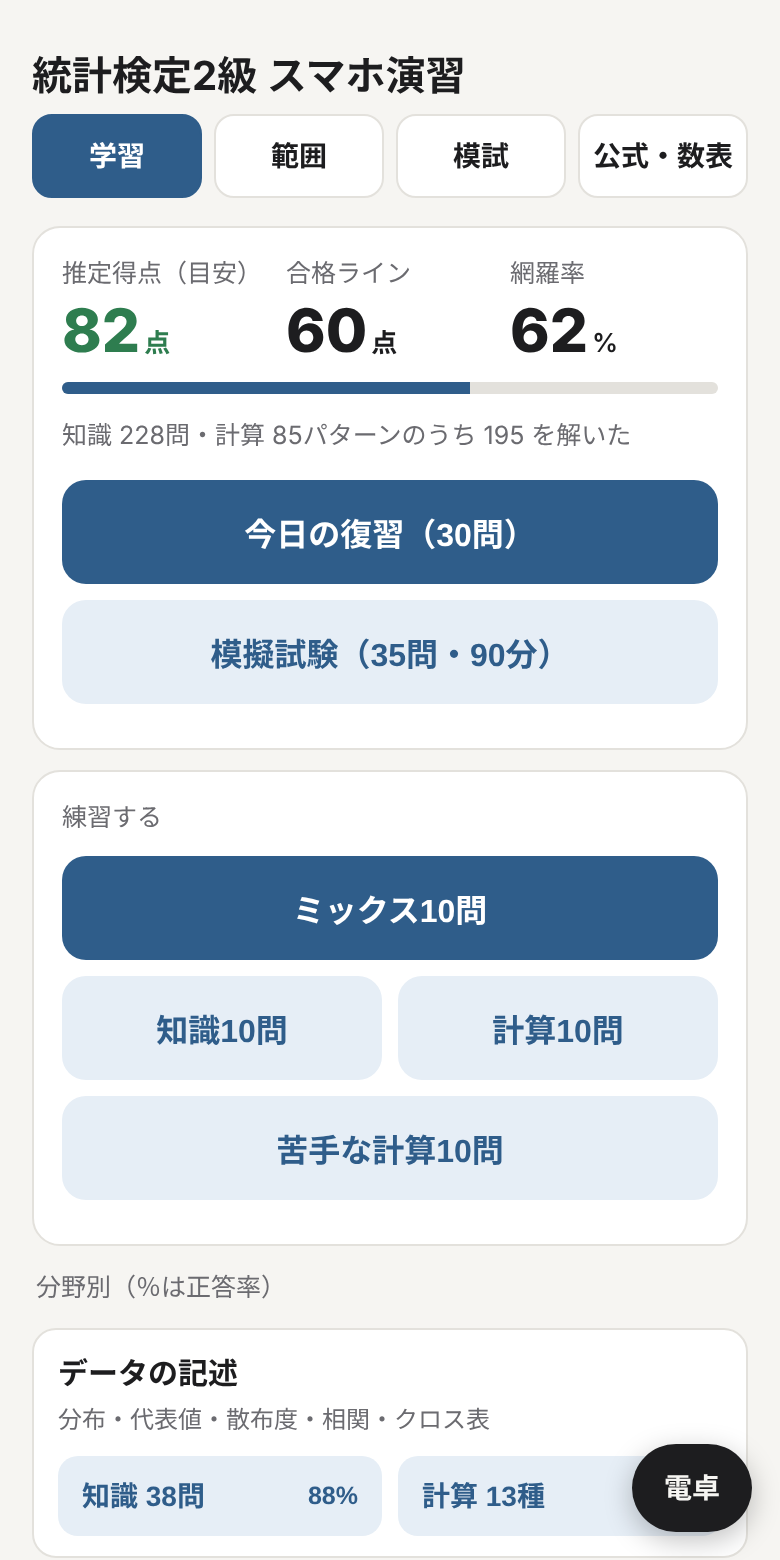 統計検定2級 スマホ演習
学習 範囲 模試 公式・数表
推定得点（目安） 合格ライン 網羅率
82点 60点 62%
知識 228問・計算 85パターンのうち 195 を解いた
今日の復習（30問）
模擬試験（35問・90分）
練習する
ミックス10問
知識10問 計算10問
苦手な計算10問
分野別（%は正答率）
データの記述
分布・代表値・散布度・相関・クロス表
知識 38問 88% 計算 13種
電卓